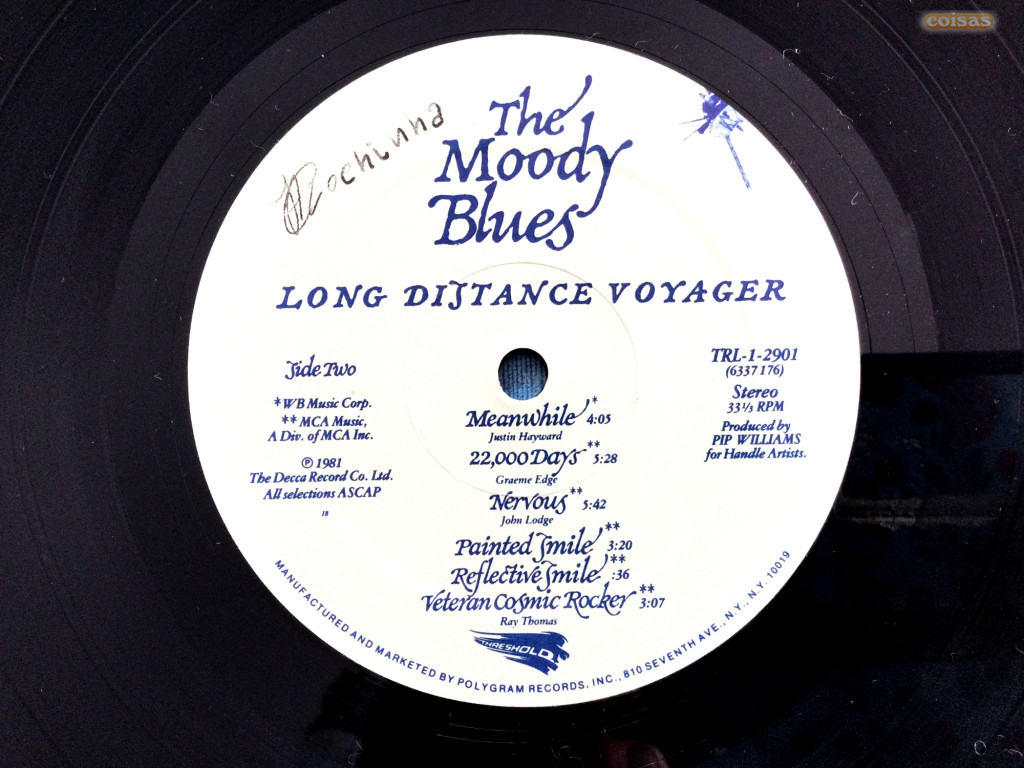 coisas
Rochinha
The
Moody
Blues
LONG DISTANCE VOYAGER
Side Two
*WB Music Corp.
** MCA Music,
A Div. of MCA Inc.
℗ 1981
The Decca Record Co. Ltd.
All selections ASCAP
TRL-1-2901
(6337 176)
Stereo
33⅓ RPM
Produced by
PIP WILLIAMS
for Handle Artists.
Meanwhile* 4:05
Justin Hayward
22,000 Days** 5:28
Graeme Edge
Nervous** 5:42
John Lodge
Painted Smile** 3:20
Reflective Smile** :36
Veteran Cosmic Rocker** 3:07
Ray Thomas
THRESHOLD
MANUFACTURED AND MARKETED BY POLYGRAM RECORDS, INC., 810 SEVENTH AVE., N.Y., N.Y. 10019